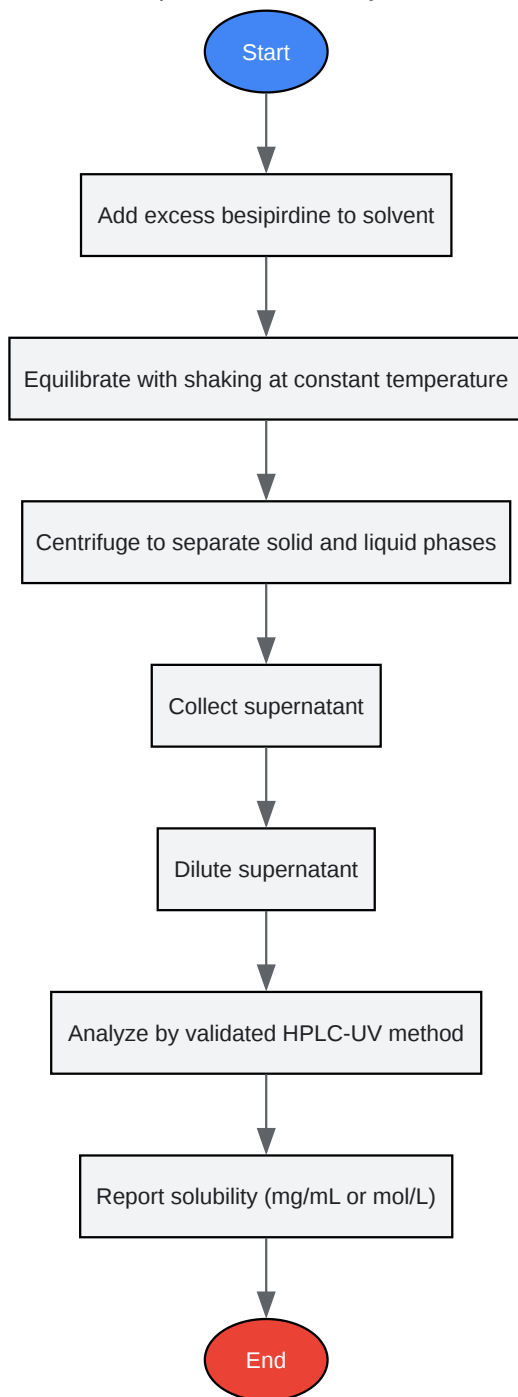 Start
Add excess besipirdine to solvent
Equilibrate with shaking at constant temperature
Centrifuge to separate solid and liquid phases
Collect supernatant
Dilute supernatant
Analyze by validated HPLC-UV method
Report solubility (mg/mL or mol/L)
End